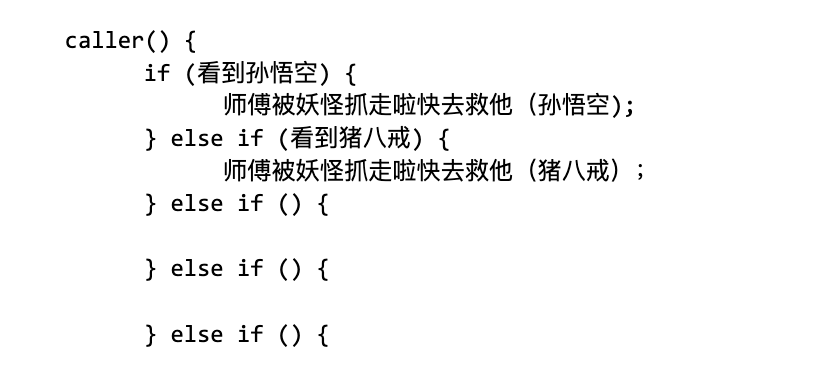 caller() {
if (看到孙悟空) {
师傅被妖怪抓走啦快去救他（孙悟空);
} else if (看到猪八戒) {
师傅被妖怪抓走啦快去救他（猪八戒）;
} else if () {
} else if () {
} else if () {